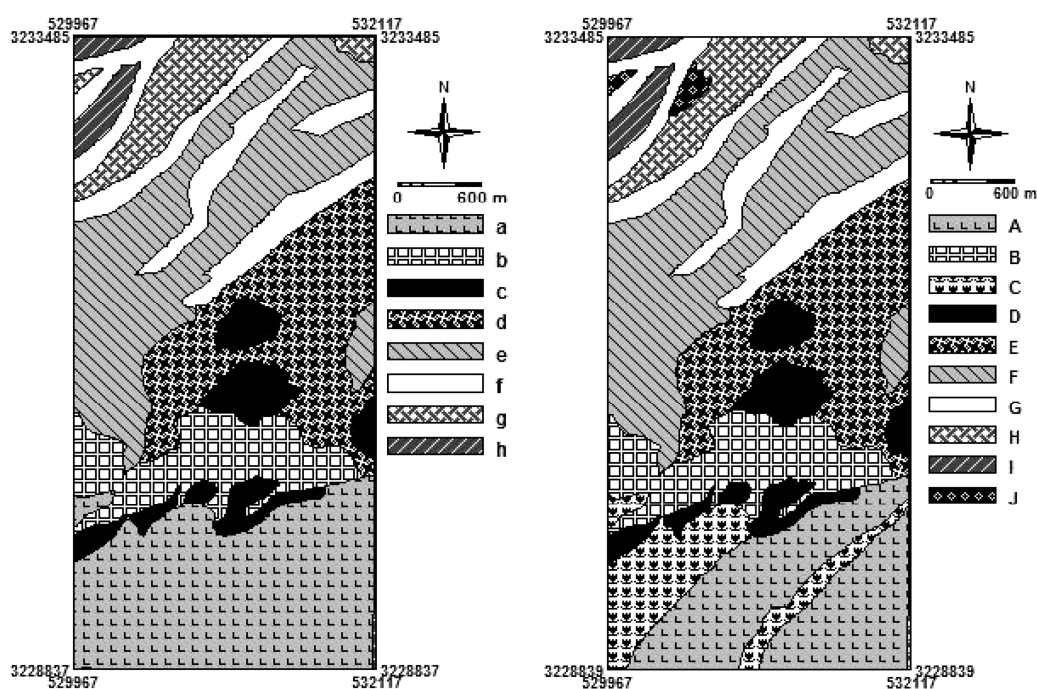 529967 532117
3233485 3233485
N
0 600 m
a
b
c
d
e
f
g
h
3228837 3228837
529967 532117
529967 532117
3233485 3233485
N
0 600 m
A
B
C
D
E
F
G
H
I
J
3228839 3228839
529967 532117